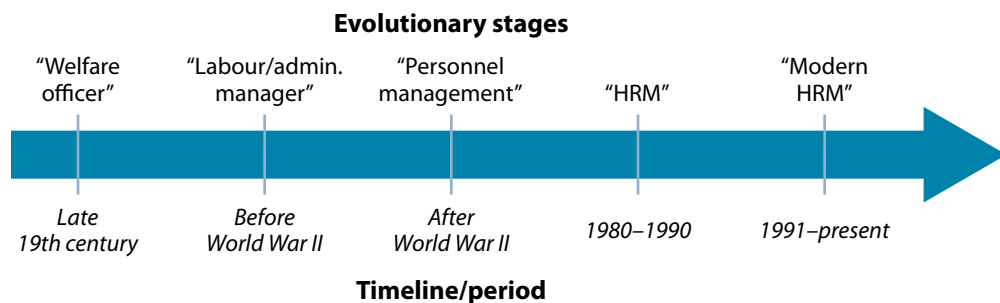 Evolutionary stages
“Welfare
officer”
“Labour/admin.
manager”
“Personnel
management”
“HRM”
“Modern
HRM”
Late
19th century
Before
World War II
After
World War II
1980–1990
1991–present
Timeline/period